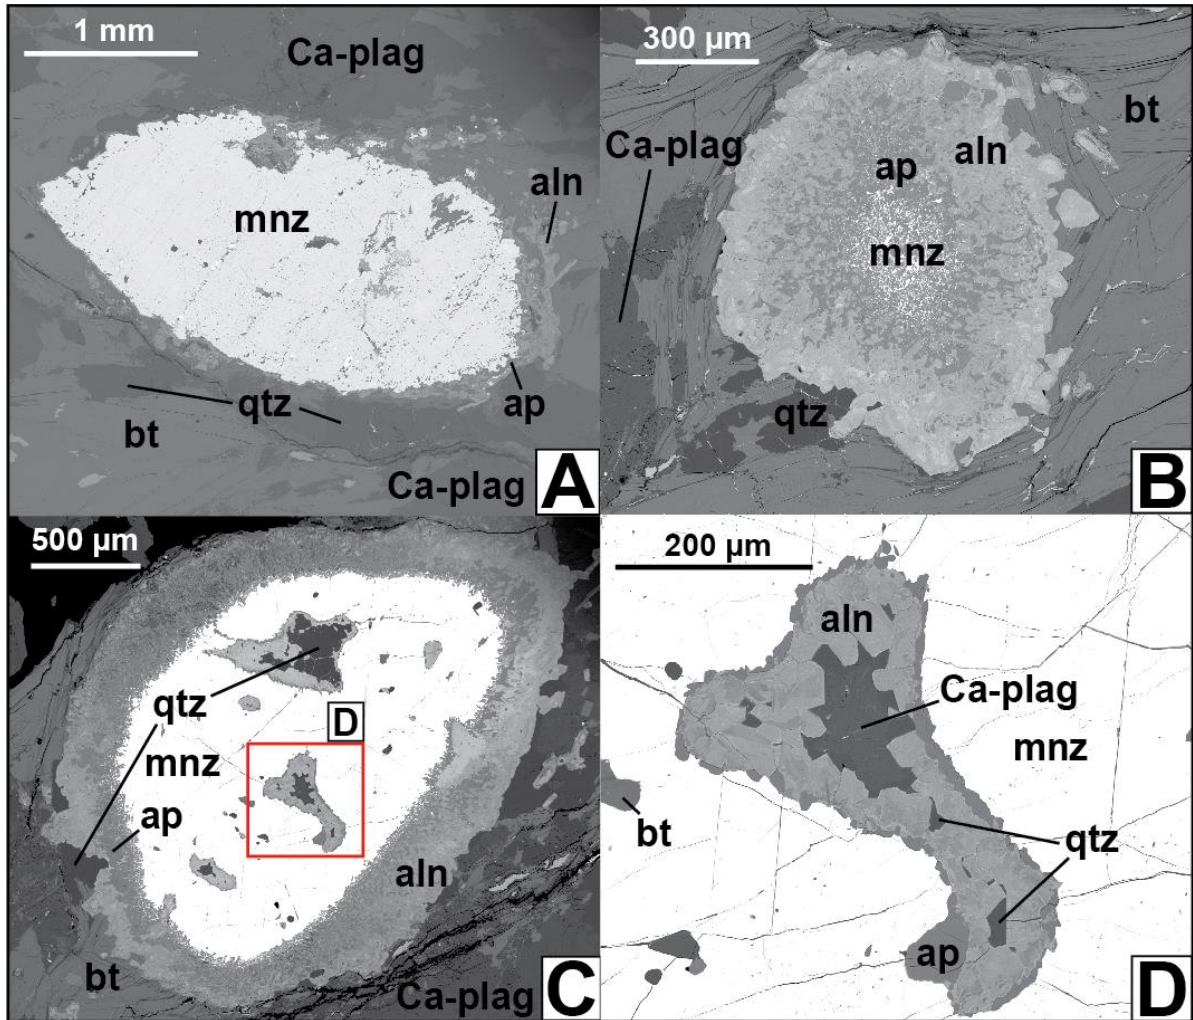 1 mm
Ca-plag
aln
mnz
qtz
ap
bt
Ca-plag
A
300 µm
bt
Ca-plag
ap
aln
mnz
qtz
B
500 µm
qtz
D
mnz
ap
aln
bt
Ca-plag
C
200 µm
aln
Ca-plag
mnz
bt
qtz
ap
D